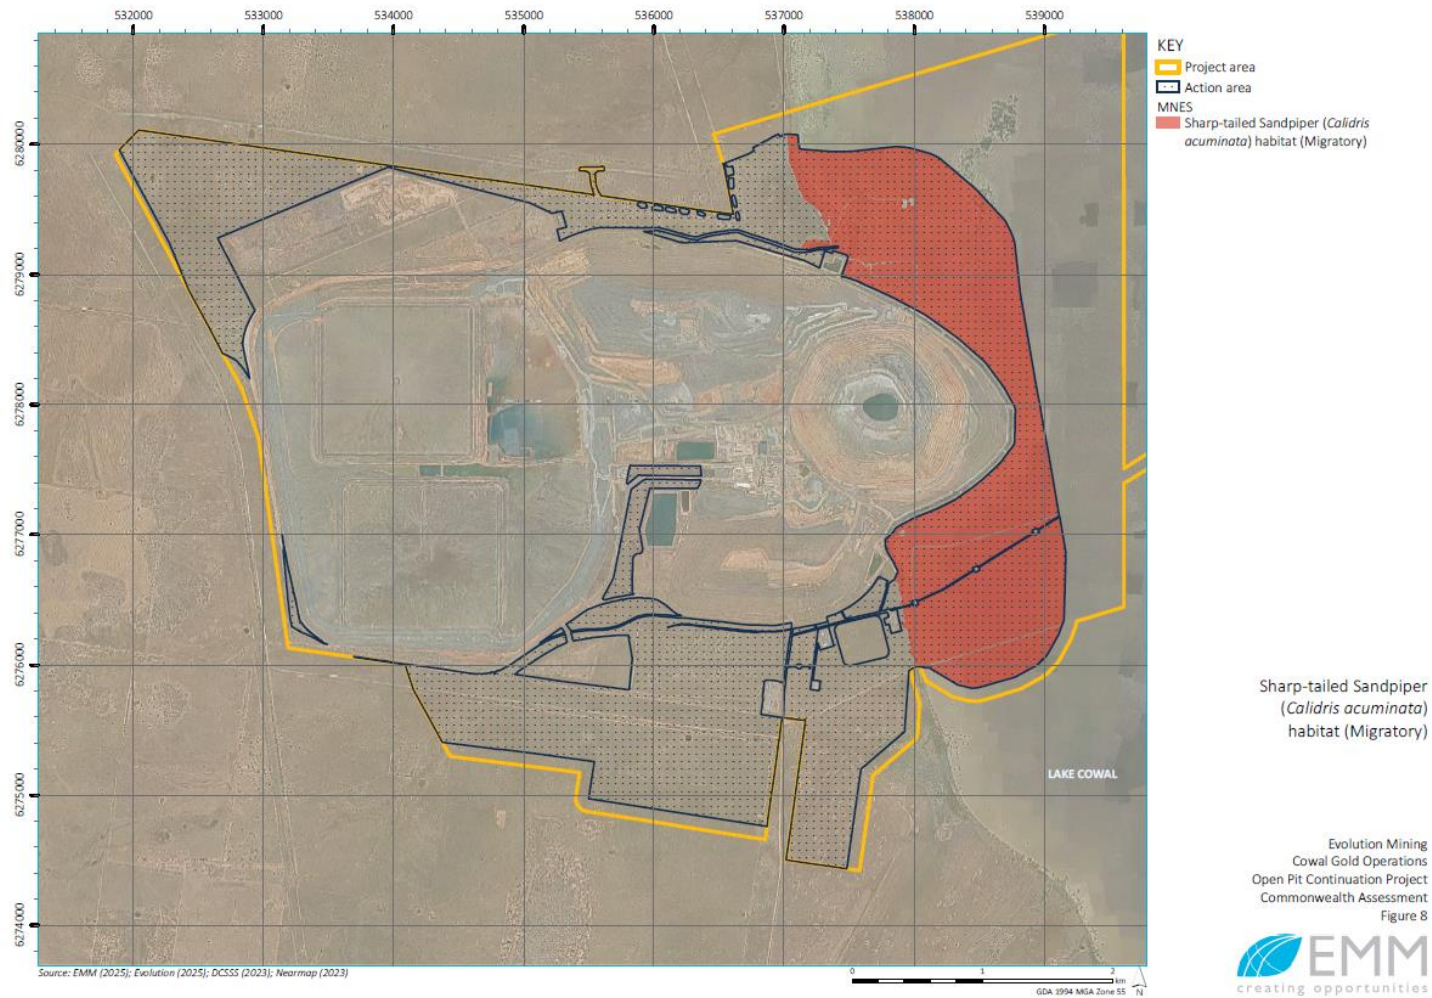 532000 533000 534000 535000 536000 537000 538000 539000
6280000
6279000
6278000
6277000
6276000
6275000
6274000
KEY
Project area
Action area
MNES
Sharp-tailed Sandpiper (Calidris
acuminata) habitat (Migratory)
Sharp-tailed Sandpiper
(Calidris acuminata)
habitat (Migratory)
LAKE COWAL
Evolution Mining
Cowal Gold Operations
Open Pit Continuation Project
Commonwealth Assessment
Figure 8
Source: EMM (2025); Evolution (2025); DCSSS (2023); Nearmap (2023)
0 1 2
km
GDA 1994 MGA Zone 55 N
EMM
creating opportunities